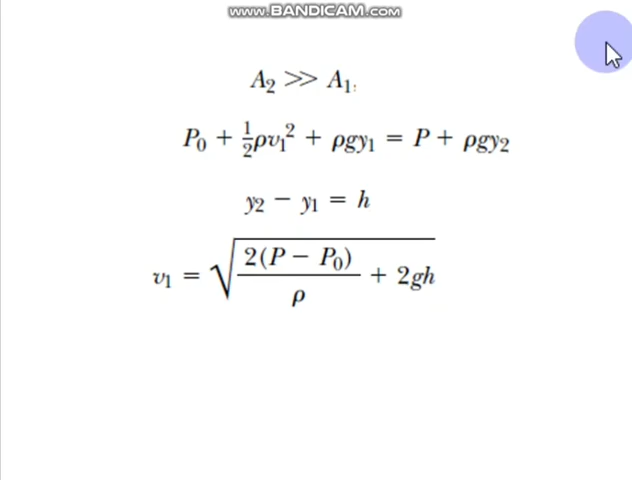 www.BANDICAM.com
A₂ >> A₁.
P₀ + ½ρv₁² + ρgy₁ = P + ρgy₂
y₂ − y₁ = h
v₁ = √(2(P − P₀)/ρ + 2gh)